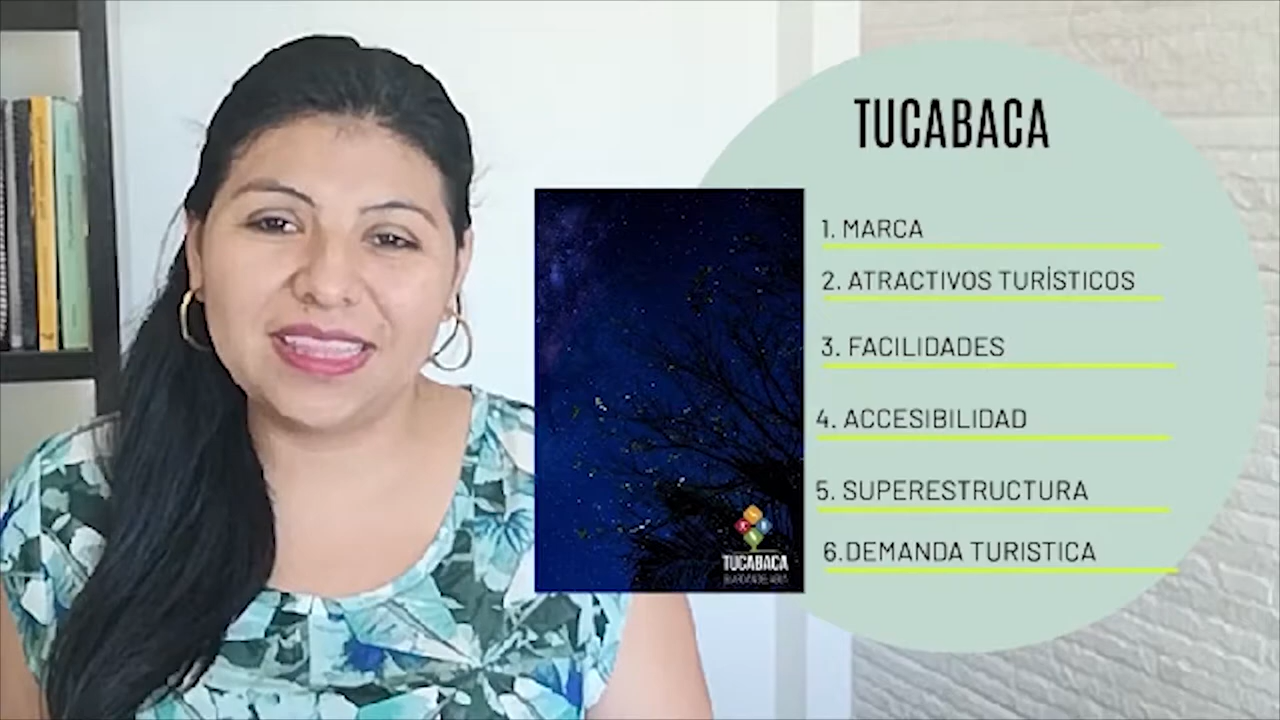 TUCABACA
1. MARCA
2. ATRACTIVOS TURÍSTICOS
3. FACILIDADES
4. ACCESIBILIDAD
5. SUPERESTRUCTURA
6.DEMANDA TURISTICA
TUCABACA